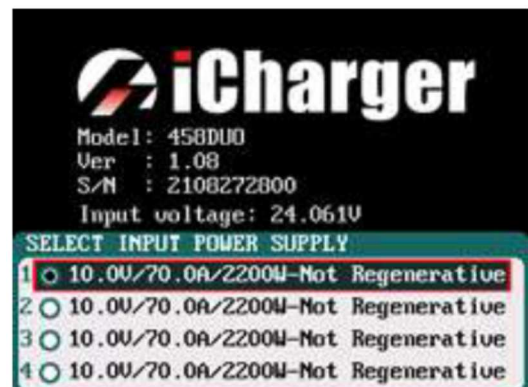 iCharger
Model: 458DUO
Ver : 1.08
S/N : 2108272800
Input voltage: 24.061V
SELECT INPUT POWER SUPPLY
1 10.0V/70.0A/2200W-Not Regenerative
2 10.0V/70.0A/2200W-Not Regenerative
3 10.0V/70.0A/2200W-Not Regenerative
4 10.0V/70.0A/2200W-Not Regenerative